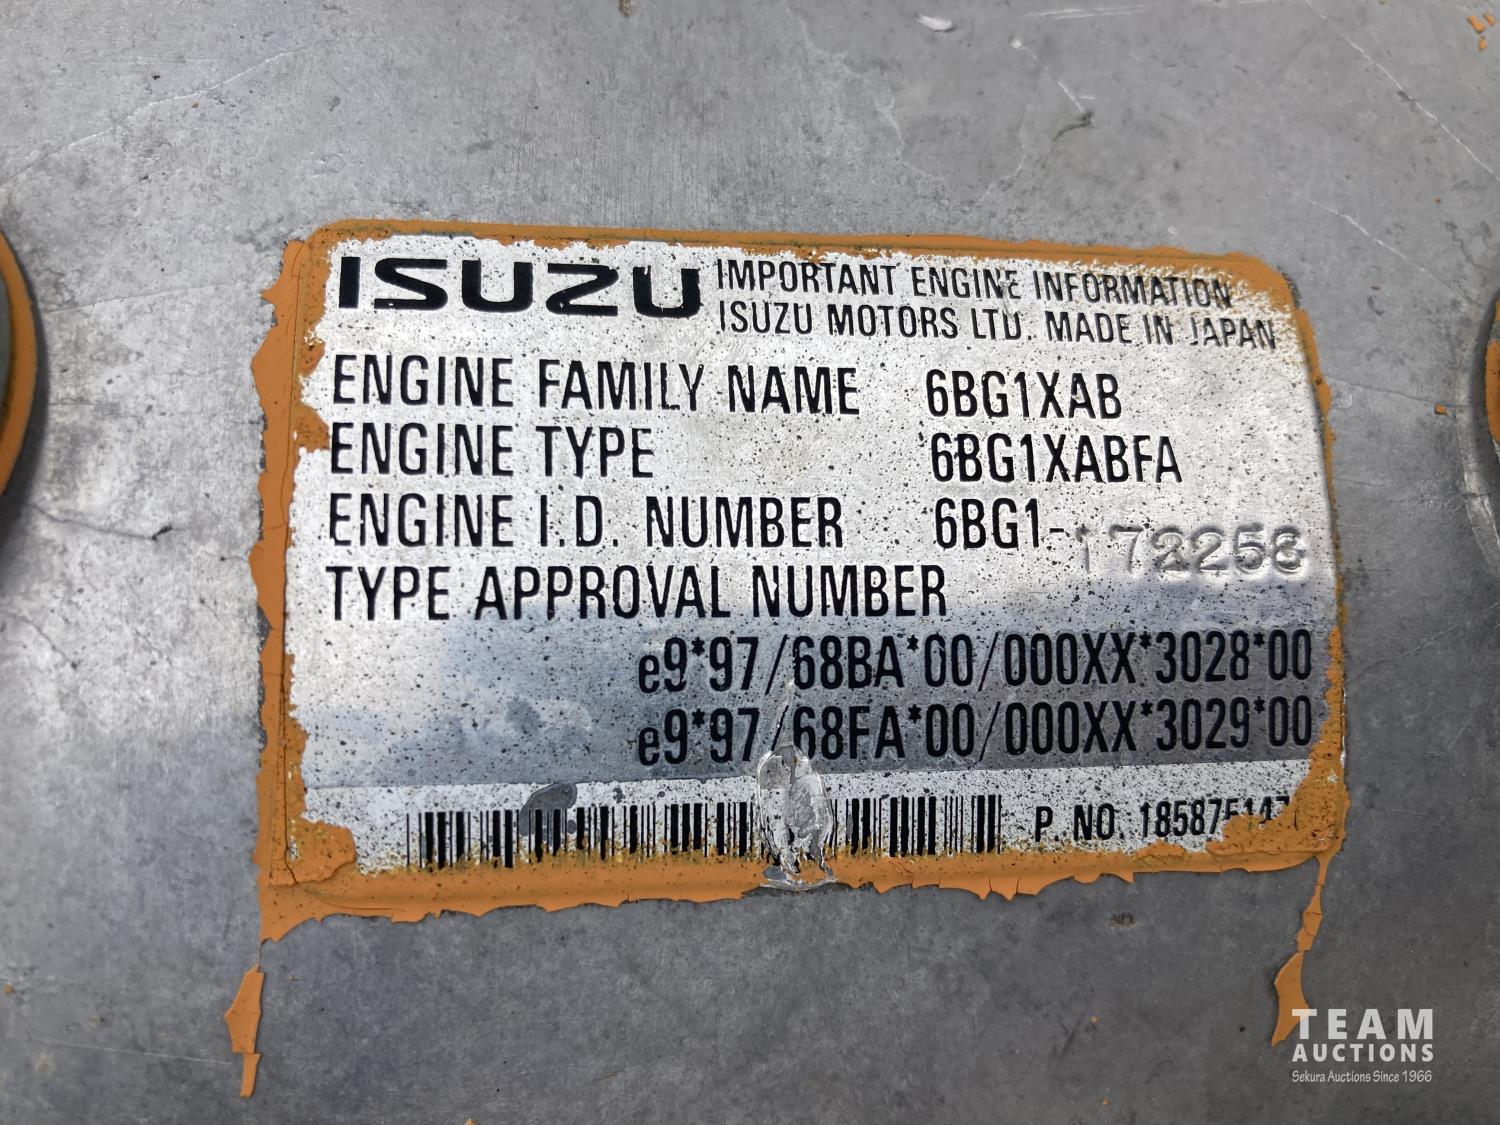 ISUZU IMPORTANT ENGINE INFORMATION
ISUZU MOTORS LTD. MADE IN JAPAN
ENGINE FAMILY NAME 6BG1XAB
ENGINE TYPE 6BG1XABFA
ENGINE I.D. NUMBER 6BG1-172258
TYPE APPROVAL NUMBER
e9*97/68BA*00/000XX*3028*00
e9*97/68FA*00/000XX*3029*00
P. NO.
TEAM
AUCTIONS
Sekura Auctions Since 1966